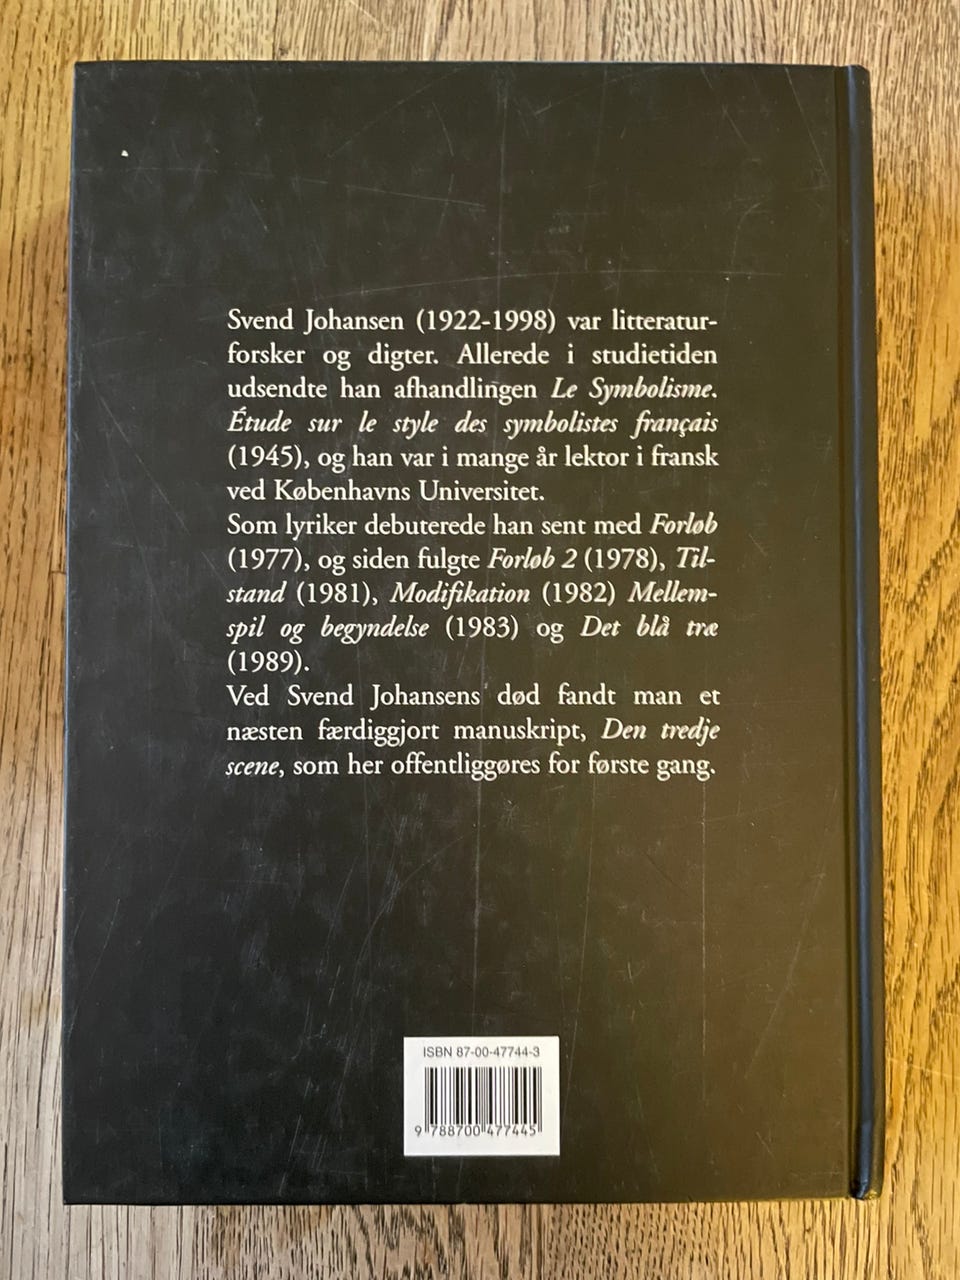 Svend Johansen (1922-1998) var litteratur-
forsker og digter. Allerede i studietiden
udsendte han afhandlingen Le Symbolisme.
Étude sur le style des symbolistes français
(1945), og han var i mange år lektor i fransk
ved Københavns Universitet.
Som lyriker debuterede han sent med Forløb
(1977), og siden fulgte Forløb 2 (1978), Til-
stand (1981), Modifikation (1982) Mellem-
spil og begyndelse (1983) og Det blå træ
(1989).
Ved Svend Johansens død fandt man et
næsten færdiggjort manuskript, Den tredje
scene, som her offentliggøres for første gang.
ISBN 87-00-47744-3
9 788700 477445